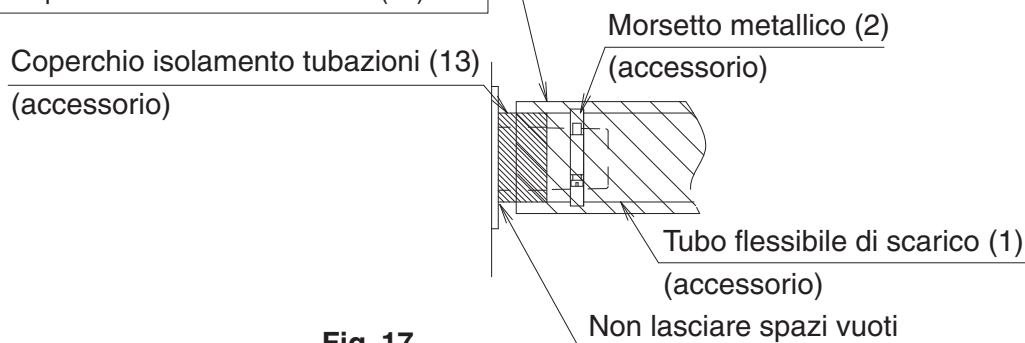 Morsetto metallico (2)
(accessorio)
Coperchio isolamento tubazioni (13)
(accessorio)
Tubo flessibile di scarico (1)
(accessorio)
Non lasciare spazi vuoti
Fig. 17